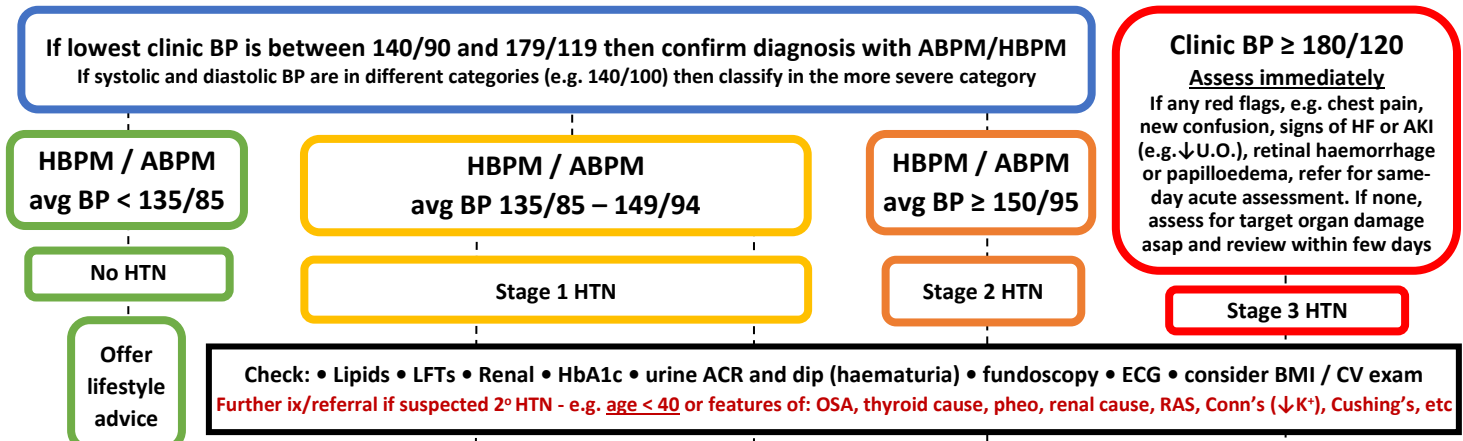 If lowest clinic BP is between 140/90 and 179/119 then confirm diagnosis with ABPM/HBPM
If systolic and diastolic BP are in different categories (e.g. 140/100) then classify in the more severe category
Clinic BP ≥ 180/120
Assess immediately
If any red flags, e.g. chest pain,
new confusion, signs of HF or AKI
(e.g.↓U.O.), retinal haemorrhage
or papilloedema, refer for same-
day acute assessment. If none,
assess for target organ damage
asap and review within few days
HBPM / ABPM
avg BP < 135/85
HBPM / ABPM
avg BP 135/85 – 149/94
HBPM / ABPM
avg BP ≥ 150/95
No HTN
Stage 1 HTN
Stage 2 HTN
Stage 3 HTN
Offer
lifestyle
advice
Check: • Lipids • LFTs • Renal • HbA1c • urine ACR and dip (haematuria) • fundoscopy • ECG • consider BMI / CV exam
Further ix/referral if suspected 2º HTN - e.g. age < 40 or features of: OSA, thyroid cause, pheo, renal cause, RAS, Conn's (↓K⁺), Cushing's, etc